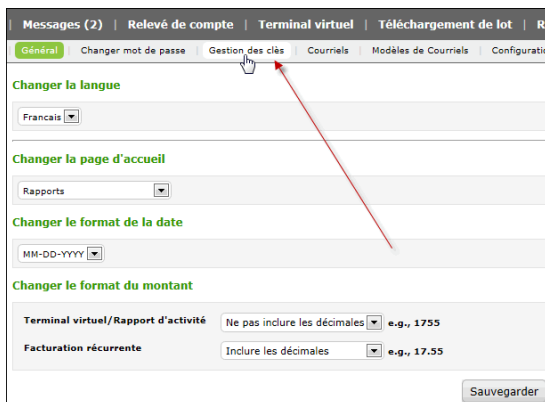 Messages (2) | Relevé de compte | Terminal virtuel | Téléchargement de lot |
Général | Changer mot de passe | Gestion des clès | Courriels | Modèles de Courriels |
Changer la langue
Francais
Changer la page d'accueil
Rapports
Changer le format de la date
MM-DD-YYYY
Changer le format du montant
Terminal virtuel/Rapport d'activité Ne pas inclure les décimales e.g., 1755
Facturation récurrente Inclure les décimales e.g., 17.55
Sauvegarder